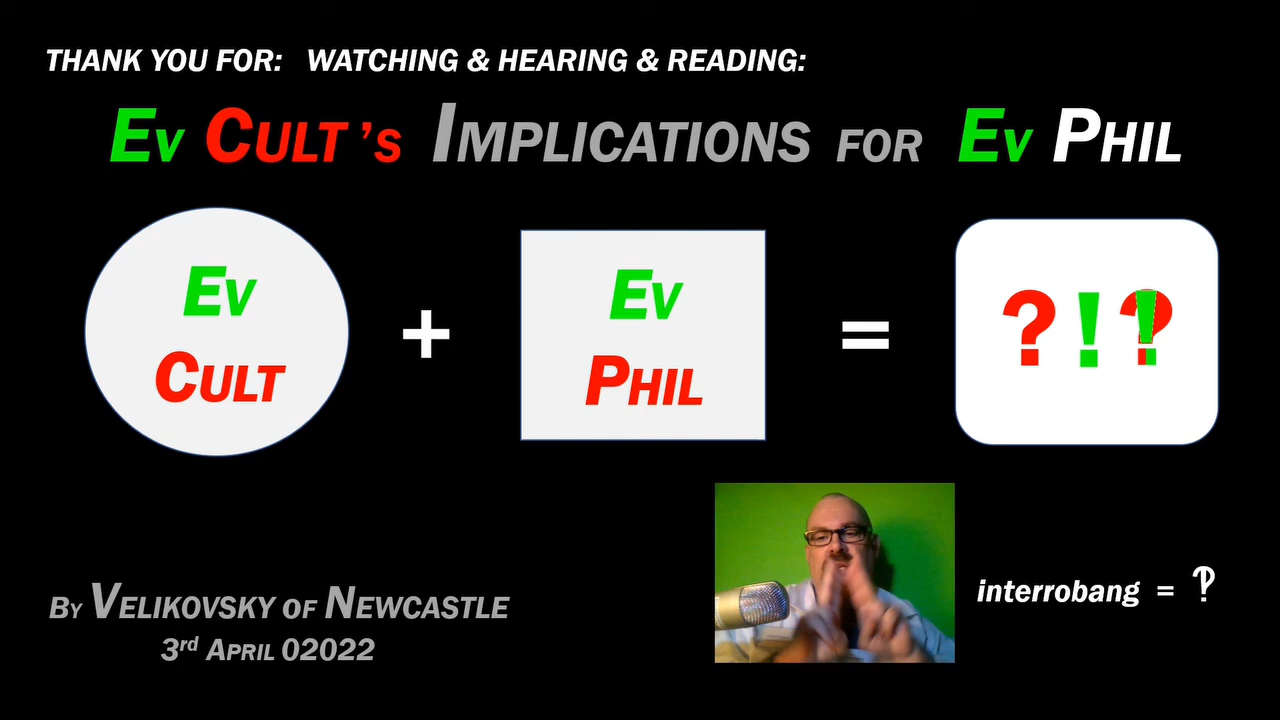 THANK YOU FOR: WATCHING & HEARING & READING:
EV CULT'S IMPLICATIONS FOR EV PHIL
EV
CULT
+
EV
PHIL
=
? ! ‽
BY VELIKOVSKY OF NEWCASTLE
3rd APRIL 02022
interrobang = ‽